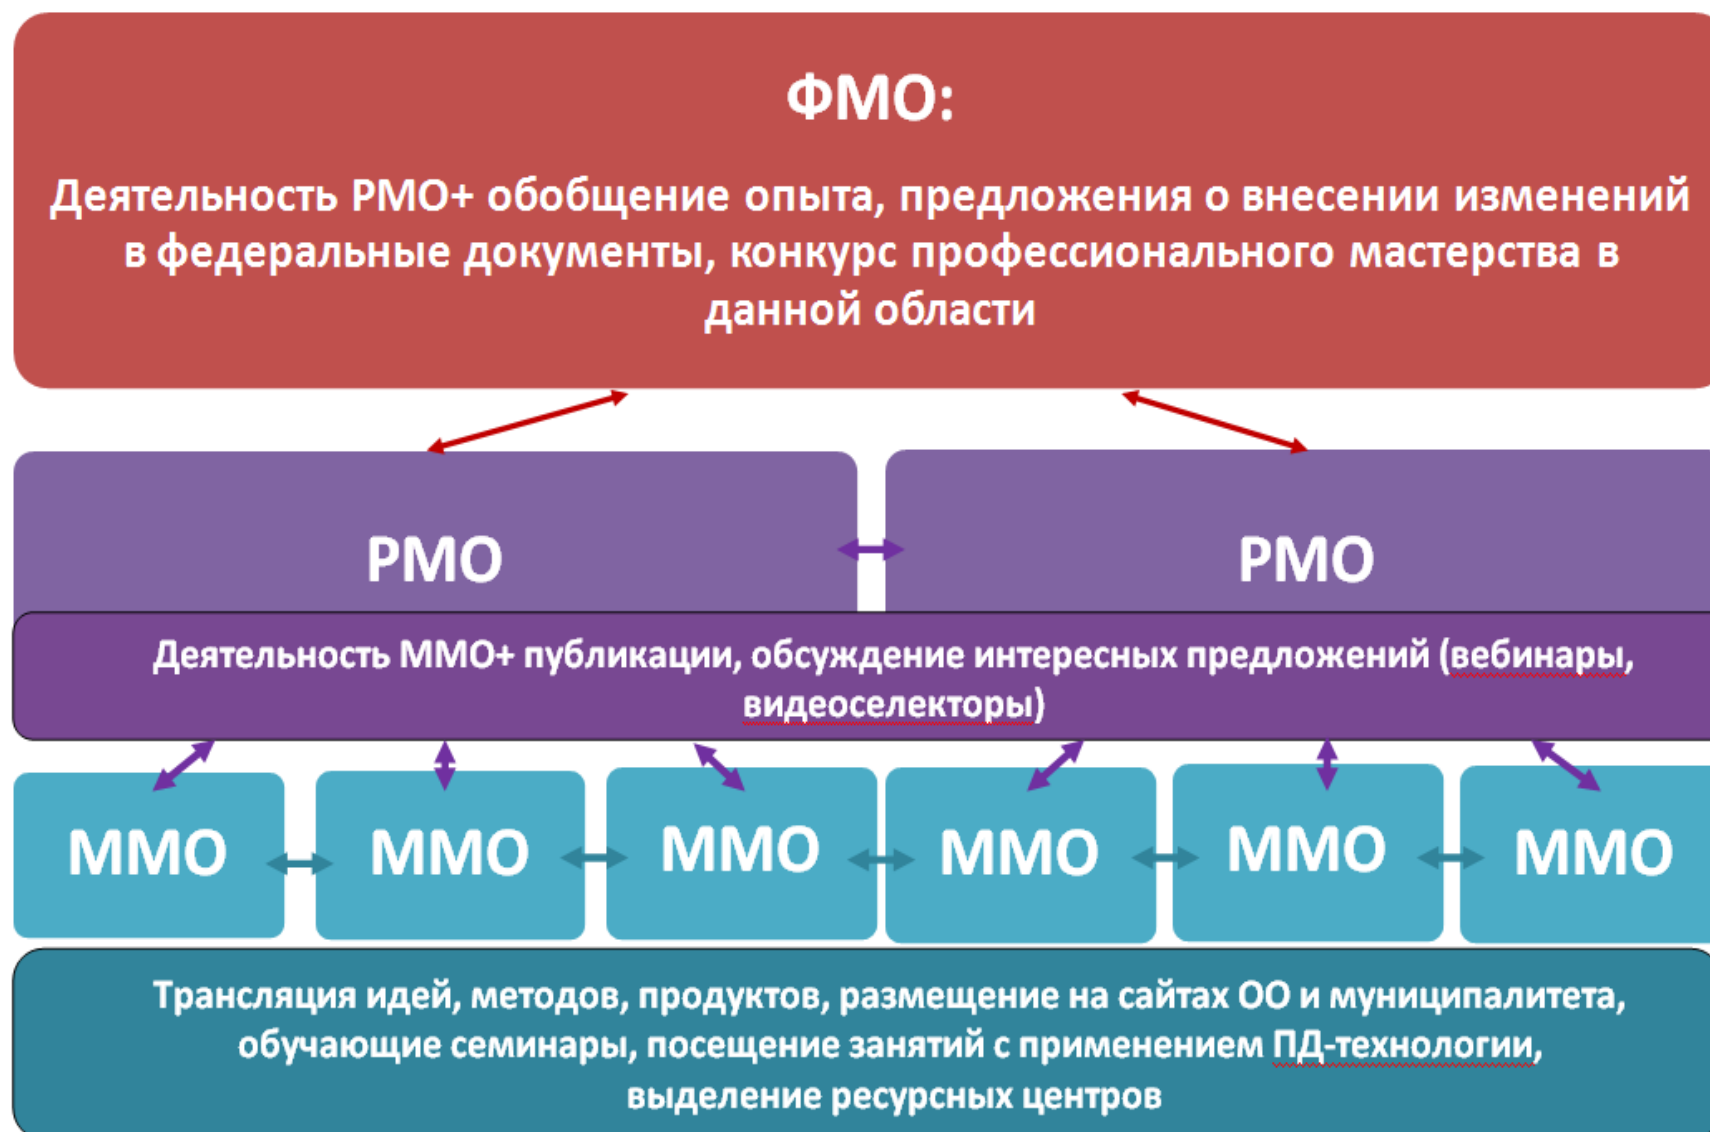 ФМО:
Деятельность РМО+ обобщение опыта, предложения о внесении изменений
в федеральные документы, конкурс профессионального мастерства в
данной области
РМО
РМО
Деятельность ММО+ публикации, обсуждение интересных предложений (вебинары,
видеоселекторы)
ММО
ММО
ММО
ММО
ММО
ММО
Трансляция идей, методов, продуктов, размещение на сайтах ОО и муниципалитета,
обучающие семинары, посещение занятий с применением ПД-технологии,
выделение ресурсных центров